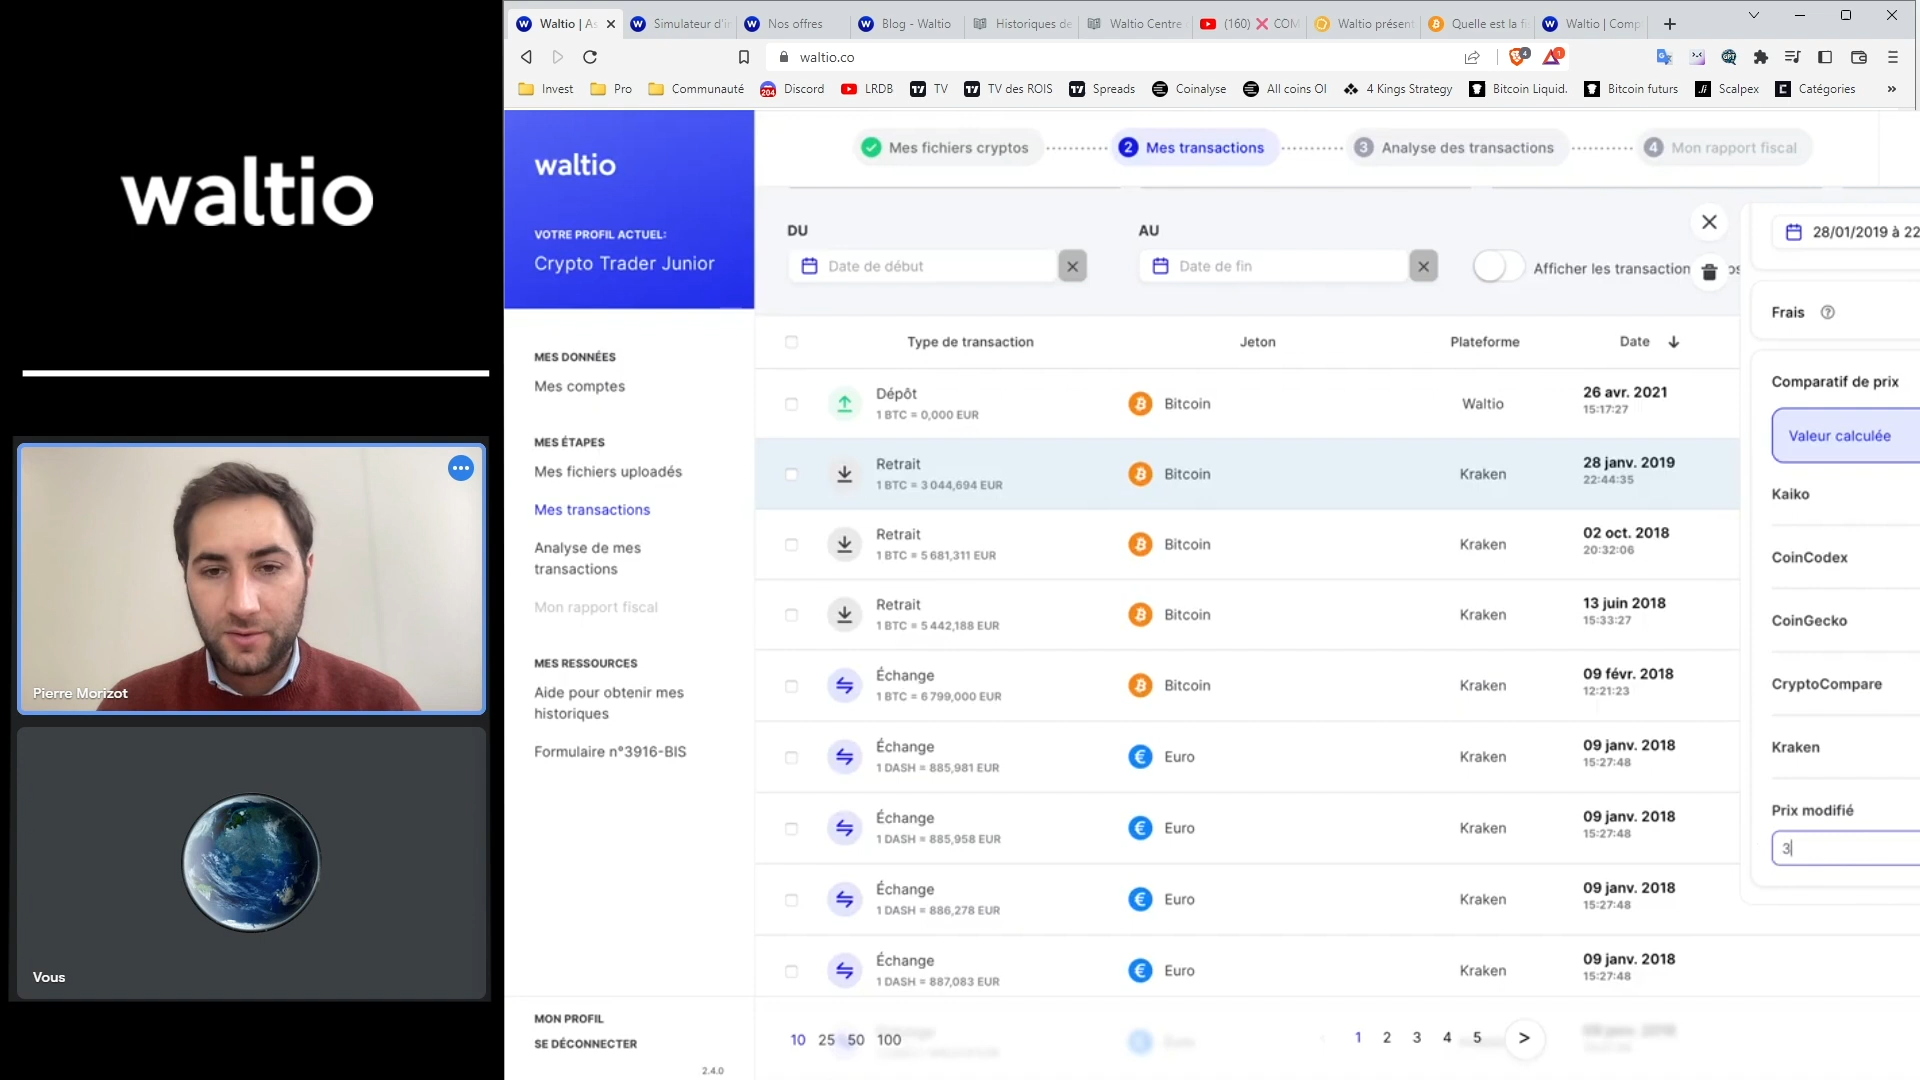 waltio
Pierre Morizot
Vous
Waltio | As
Simulateur d'i
Nos offres
Blog - Waltio
Historiques de
Waltio Centre
(160) ❌ COM
Waltio présent
Quelle est la fi
Waltio | Comp
waltio.co
4
1
Invest
Pro
Communauté
204
Discord
LRDB
TV
TV des ROIS
Spreads
Coinalyse
All coins OI
4 Kings Strategy
Bitcoin Liquid.
Bitcoin futurs
Scalpex
Catégories
»
waltio
VOTRE PROFIL ACTUEL:
Crypto Trader Junior
MES DONNÉES
Mes comptes
MES ÉTAPES
Mes fichiers uploadés
Mes transactions
Analyse de mes
transactions
Mon rapport fiscal
MES RESSOURCES
Aide pour obtenir mes
historiques
Formulaire n°3916-BIS
MON PROFIL
SE DÉCONNECTER
2.4.0
Mes fichiers cryptos
2 Mes transactions
3 Analyse des transactions
4 Mon rapport fiscal
DU
Date de début
AU
Date de fin
Afficher les transaction
Type de transaction Jeton Plateforme Date
Dépôt Bitcoin Waltio 26 avr. 2021
1 BTC = 0,000 EUR 15:17:27
Retrait Bitcoin Kraken 28 janv. 2019
1 BTC = 3 044,694 EUR 22:44:35
Retrait Bitcoin Kraken 02 oct. 2018
1 BTC = 5 681,311 EUR 20:32:06
Retrait Bitcoin Kraken 13 juin 2018
1 BTC = 5 442,188 EUR 15:33:27
Échange Bitcoin Kraken 09 févr. 2018
1 BTC = 6 799,000 EUR 12:21:23
Échange Euro Kraken 09 janv. 2018
1 DASH = 885,981 EUR 15:27:48
Échange Euro Kraken 09 janv. 2018
1 DASH = 885,958 EUR 15:27:48
Échange Euro Kraken 09 janv. 2018
1 DASH = 886,278 EUR 15:27:48
Échange Euro Kraken 09 janv. 2018
1 DASH = 887,083 EUR 15:27:48
10 25 50 100
1 2 3 4 5 >
28/01/2019 à 22
Frais
Comparatif de prix
Valeur calculée
Kaiko
CoinCodex
CoinGecko
CryptoCompare
Kraken
Prix modifié
3